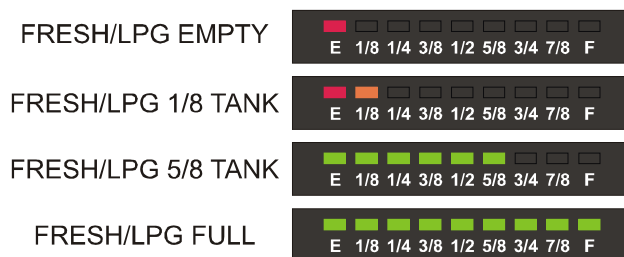 FRESH/LPG EMPTY
E 1/8 1/4 3/8 1/2 5/8 3/4 7/8 F
FRESH/LPG 1/8 TANK
E 1/8 1/4 3/8 1/2 5/8 3/4 7/8 F
FRESH/LPG 5/8 TANK
E 1/8 1/4 3/8 1/2 5/8 3/4 7/8 F
FRESH/LPG FULL
E 1/8 1/4 3/8 1/2 5/8 3/4 7/8 F